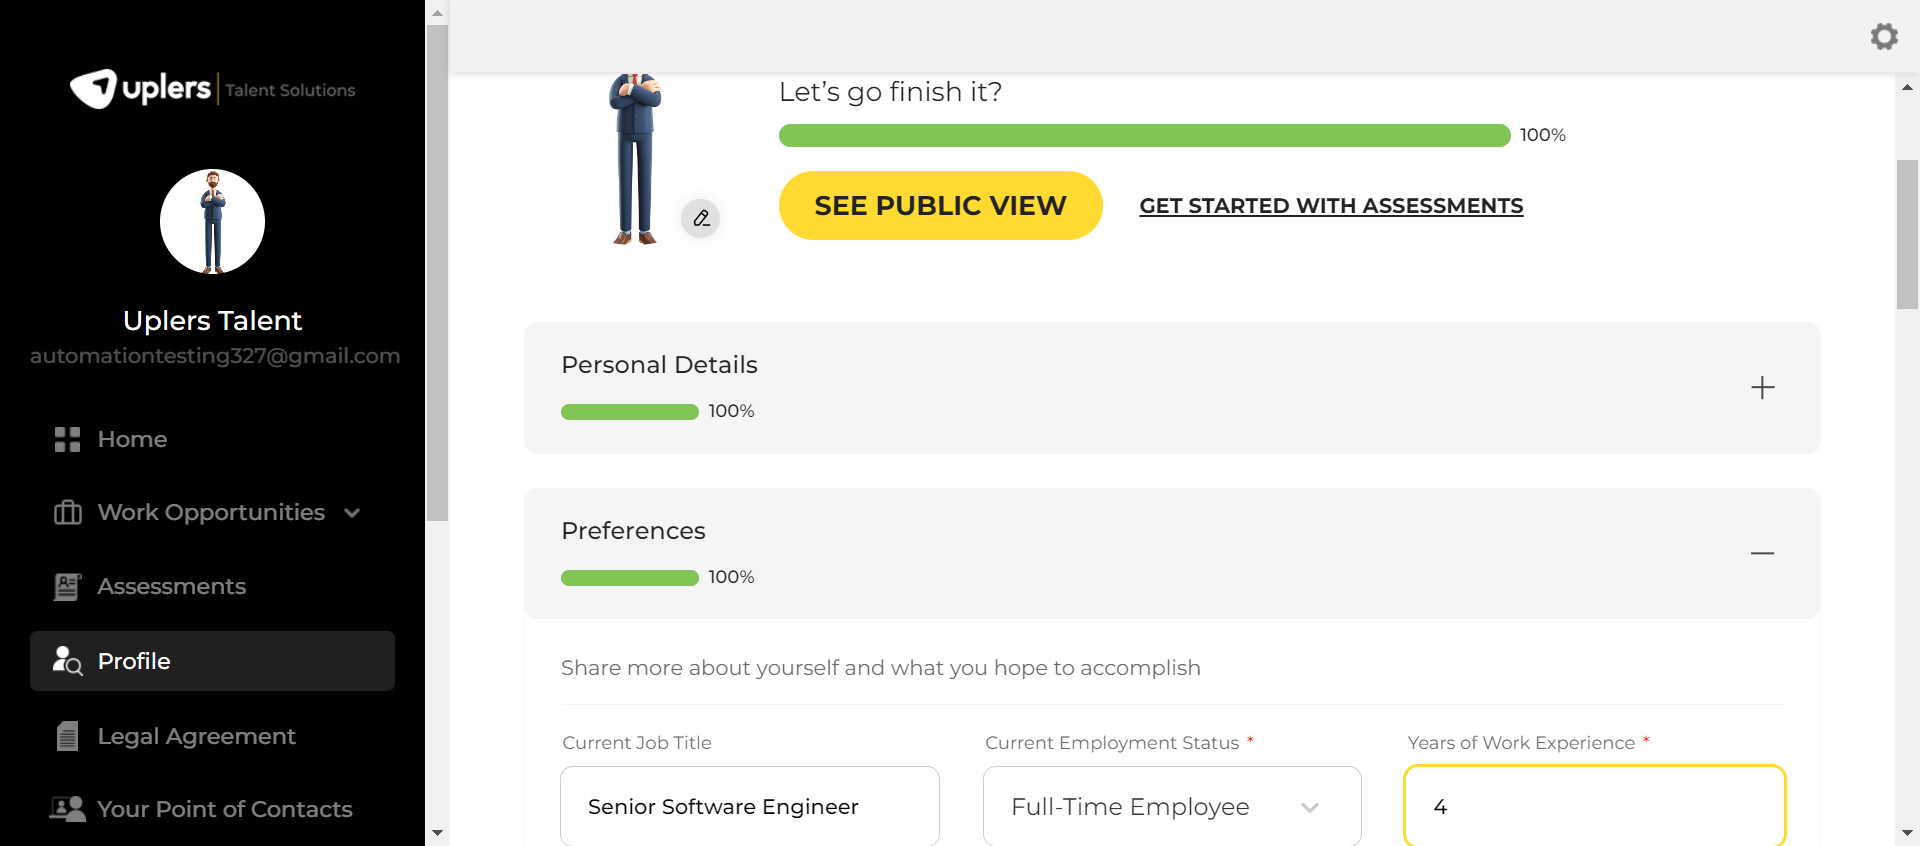 uplers
Talent Solutions
Uplers Talent
automationtesting327@gmail.com
Home
Work Opportunities
Assessments
Profile
Legal Agreement
Your Point of Contacts
Let's go finish it?
100%
SEE PUBLIC VIEW
GET STARTED WITH ASSESSMENTS
Personal Details
100%
Preferences
100%
Share more about yourself and what you hope to accomplish
Current Job Title
Senior Software Engineer
Current Employment Status *
Full-Time Employee
Years of Work Experience *
4